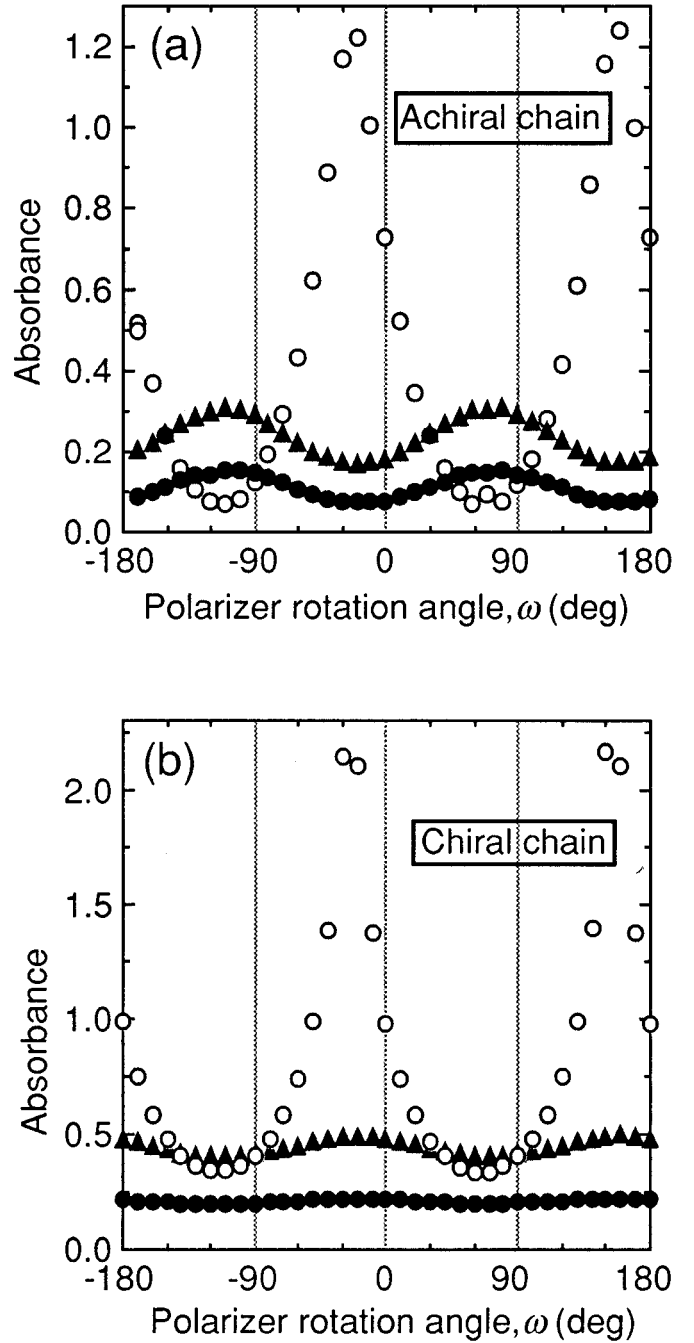 (a)
Achiral chain
Absorbance
1.2
1.0
0.8
0.6
0.4
0.2
0.0
-180 -90 0 90 180
Polarizer rotation angle, ω (deg)
(b)
Chiral chain
Absorbance
2.0
1.5
1.0
0.5
0.0
-180 -90 0 90 180
Polarizer rotation angle, ω (deg)